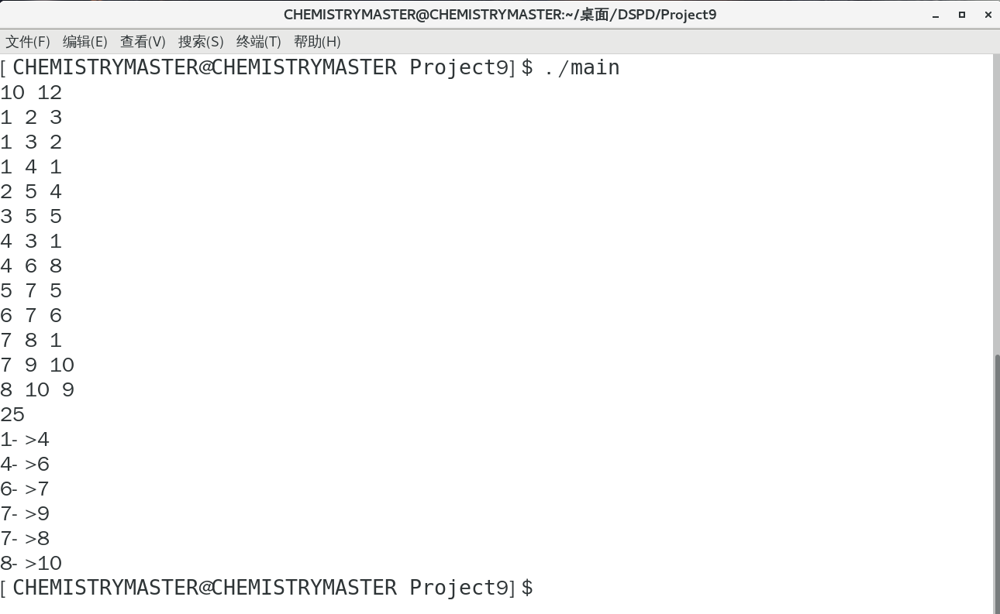 CHEMISTRYMASTER@CHEMISTRYMASTER:~/桌面/DSPD/Project9
文件(F) 编辑(E) 查看(V) 搜索(S) 终端(T) 帮助(H)
[CHEMISTRYMASTER@CHEMISTRYMASTER Project9]$ ./main
10 12
1 2 3
1 3 2
1 4 1
2 5 4
3 5 5
4 3 1
4 6 8
5 7 5
6 7 6
7 8 1
7 9 10
8 10 9
25
1->4
4->6
6->7
7->9
7->8
8->10
[CHEMISTRYMASTER@CHEMISTRYMASTER Project9]$